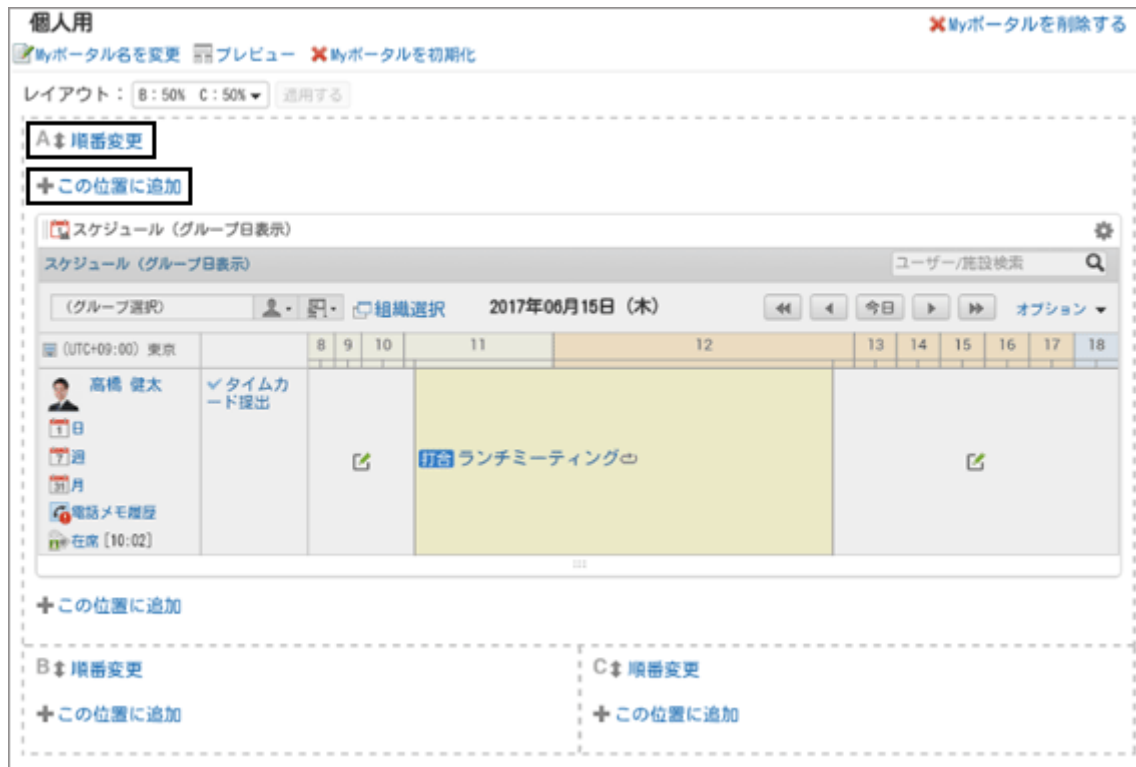 個人用
Myポータルを削除する
Myポータル名を変更 プレビュー Myポータルを初期化
レイアウト： B：50% C：50% 適用する
A 順番変更
この位置に追加
スケジュール（グループ日表示）
スケジュール（グループ日表示） ユーザー/施設検索
（グループ選択） 組織選択 2017年06月15日（木） 今日 オプション
(UTC+09:00) 東京 8 9 10 11 12 13 14 15 16 17 18
高橋 健太 タイムカ
ード提出
1 日
7 週
打合 ランチミーティング
31 月
電話メモ履歴
在席 [10:02]
この位置に追加
B 順番変更 C 順番変更
この位置に追加 この位置に追加